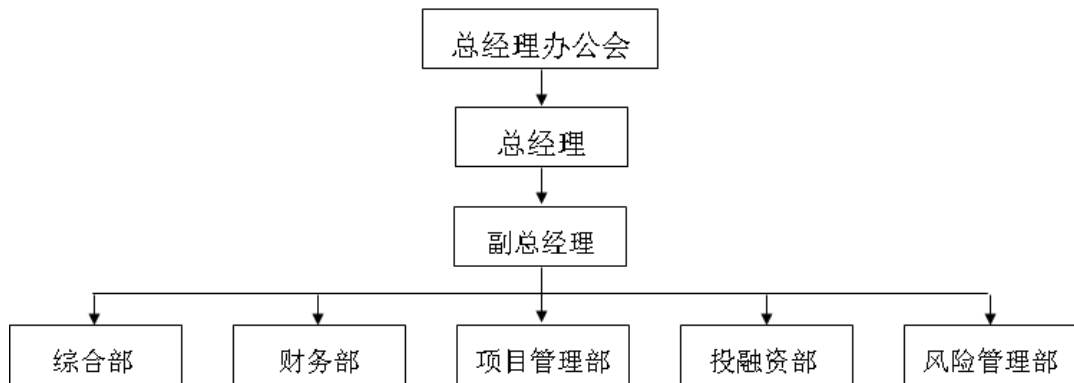 总经理办公会
总经理
副总经理
综合部
财务部
项目管理部
投融资部
风险管理部